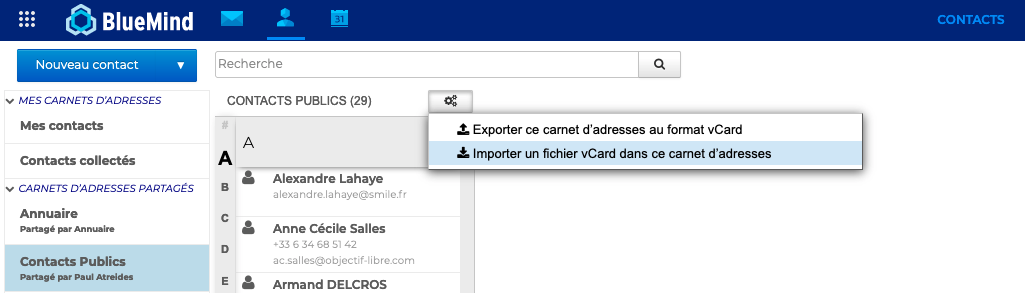 BlueMind
31
CONTACTS
Nouveau contact
Recherche
MES CARNETS D'ADRESSES
Mes contacts
Contacts collectés
CARNETS D'ADRESSES PARTAGÉS
Annuaire
Partagé par Annuaire
Contacts Publics
Partagé par Paul Atreides
CONTACTS PUBLICS (29)
Exporter ce carnet d'adresses au format vCard
Importer un fichier vCard dans ce carnet d'adresses
#
A
B
C
D
E
A
Alexandre Lahaye
alexandre.lahaye@smile.fr
Anne Cécile Salles
+33 6 34 68 51 42
ac.salles@objectif-libre.com
Armand DELCROS